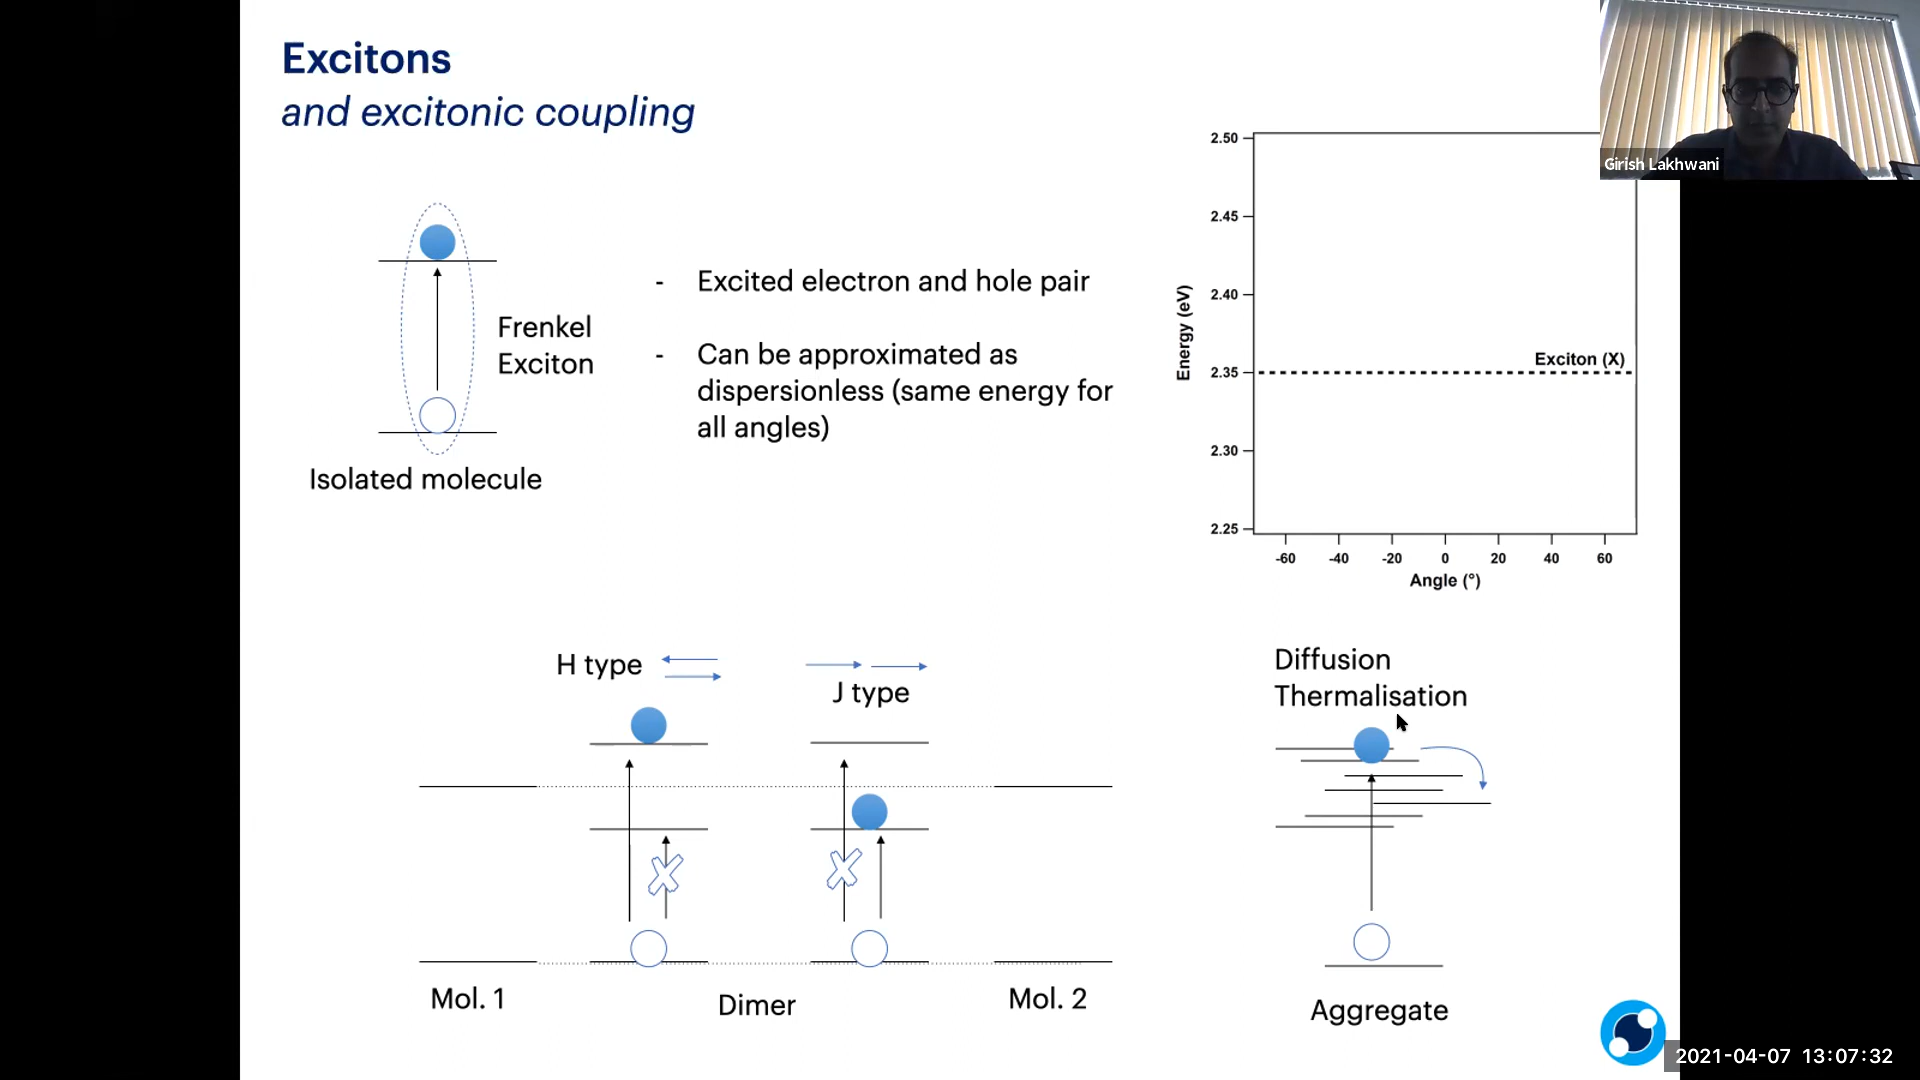 Excitons
and excitonic coupling
Girish Lakhwani
Frenkel
Exciton
Isolated molecule
- Excited electron and hole pair
- Can be approximated as
dispersionless (same energy for
all angles)
2.50
2.45
2.40
2.35
2.30
2.25
Energy (eV)
Exciton (X)
-60 -40 -20 0 20 40 60
Angle (°)
H type
J type
Mol. 1
Dimer
Mol. 2
Diffusion
Thermalisation
Aggregate
2021-04-07 13:07:32